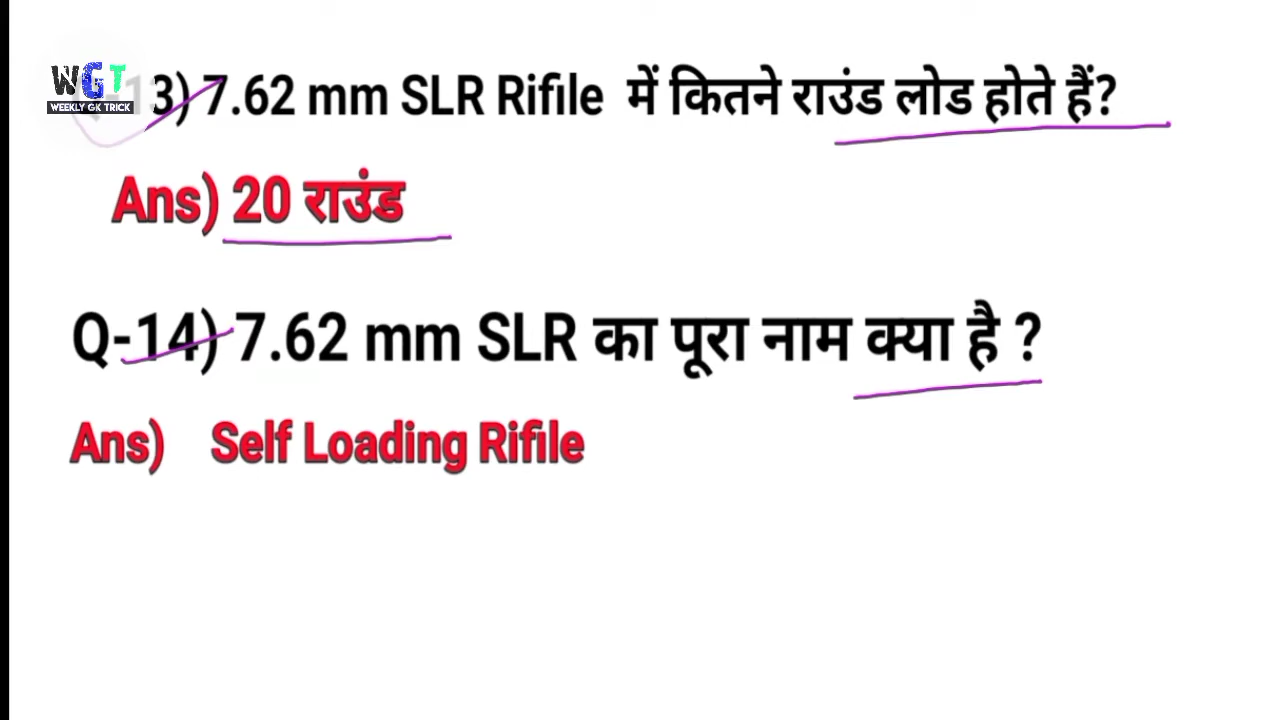 WGT
WEEKLY GK TRICK
13) 7.62 mm SLR Rifile में कितने राउंड लोड होते हैं?
Ans) 20 राउंड
Q-14) 7.62 mm SLR का पूरा नाम क्या है ?
Ans) Self Loading Rifile